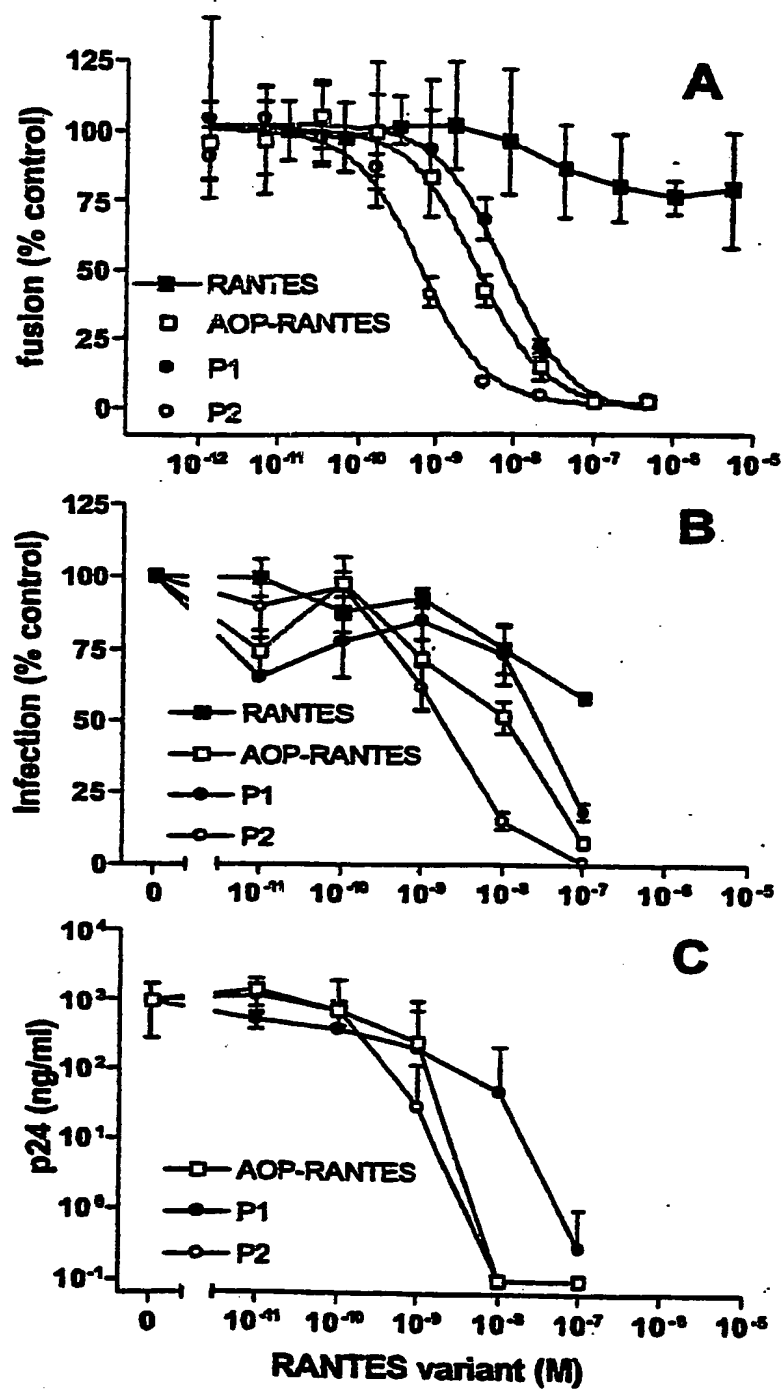 A
fusion (% control)
125
100
75
50
25
0
RANTES
AOP-RANTES
P1
P2
10⁻¹² 10⁻¹¹ 10⁻¹⁰ 10⁻⁹ 10⁻⁸ 10⁻⁷ 10⁻⁶ 10⁻⁵
B
Infection (% control)
125
100
75
50
25
0
RANTES
AOP-RANTES
P1
P2
0 10⁻¹¹ 10⁻¹⁰ 10⁻⁹ 10⁻⁸ 10⁻⁷ 10⁻⁶ 10⁻⁵
C
p24 (ng/ml)
10⁴
10³
10²
10¹
10⁰
10⁻¹
AOP-RANTES
P1
P2
0 10⁻¹¹ 10⁻¹⁰ 10⁻⁹ 10⁻⁸ 10⁻⁷ 10⁻⁶ 10⁻⁵
RANTES variant (M)